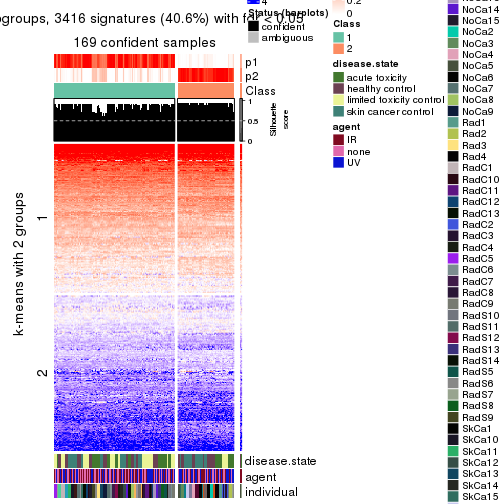 groups, 3416 signatures (40.6%) with fdr < 0.05
169 confident samples
p1
p2
Class
1
0.5
0
Silhouette
score
k-means with 2 groups
1
2
disease.state
agent
individual
4
Status (barplots)
confident
ambiguous
0.2
0
Class
1
2
disease.state
acute toxicity
healthy control
limited toxicity control
skin cancer control
agent
IR
none
UV
NoCa14
NoCa15
NoCa2
NoCa3
NoCa4
NoCa5
NoCa6
NoCa7
NoCa8
NoCa9
Rad1
Rad2
Rad3
Rad4
RadC1
RadC10
RadC11
RadC12
RadC13
RadC2
RadC3
RadC4
RadC5
RadC6
RadC7
RadC8
RadC9
RadS10
RadS11
RadS12
RadS13
RadS14
RadS5
RadS6
RadS7
RadS8
RadS9
SkCa1
SkCa10
SkCa11
SkCa12
SkCa13
SkCa14
SkCa15